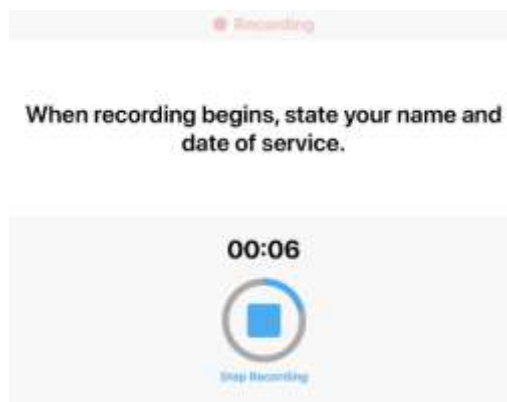 Recording
When recording begins, state your name and
date of service.
00:06
Stop Recording